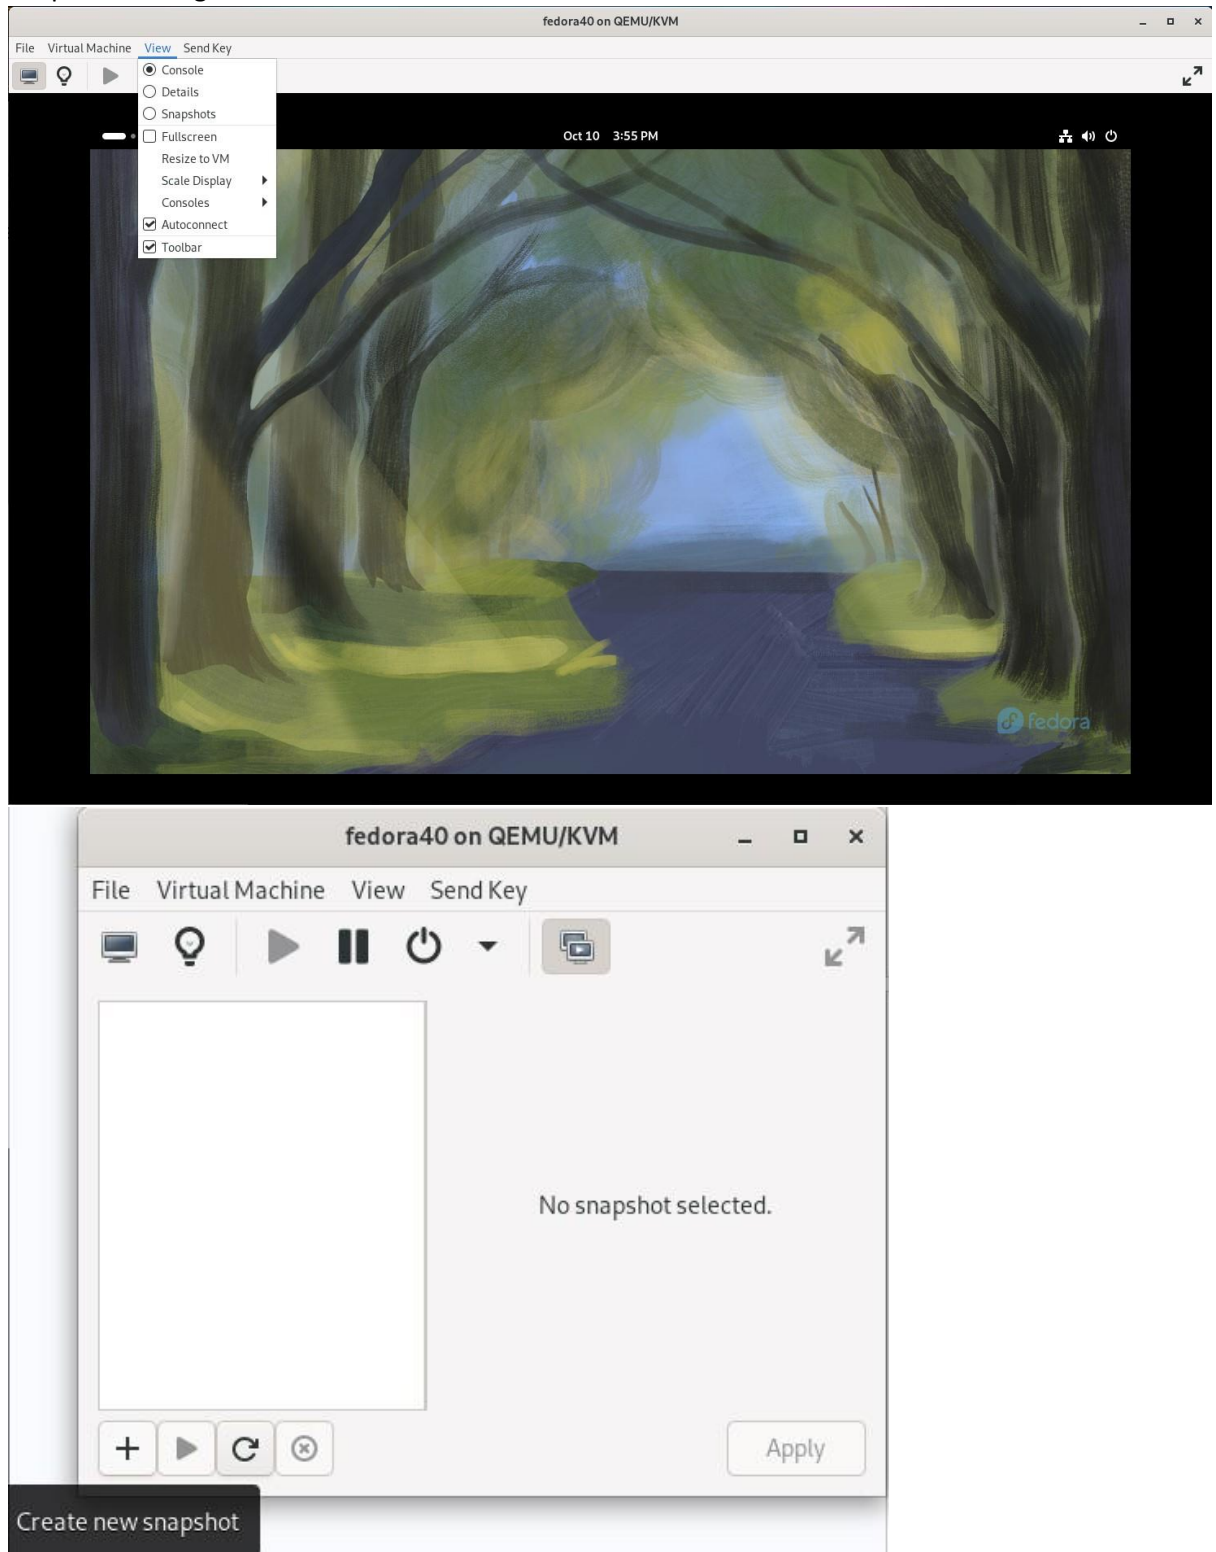 fedora40 on QEMU/KVM
File Virtual Machine View Send Key
Console
Details
Snapshots
Fullscreen
Resize to VM
Scale Display
Consoles
Autoconnect
Toolbar
Oct 10 3:55 PM
fedora
fedora40 on QEMU/KVM
File Virtual Machine View Send Key
No snapshot selected.
Apply
Create new snapshot